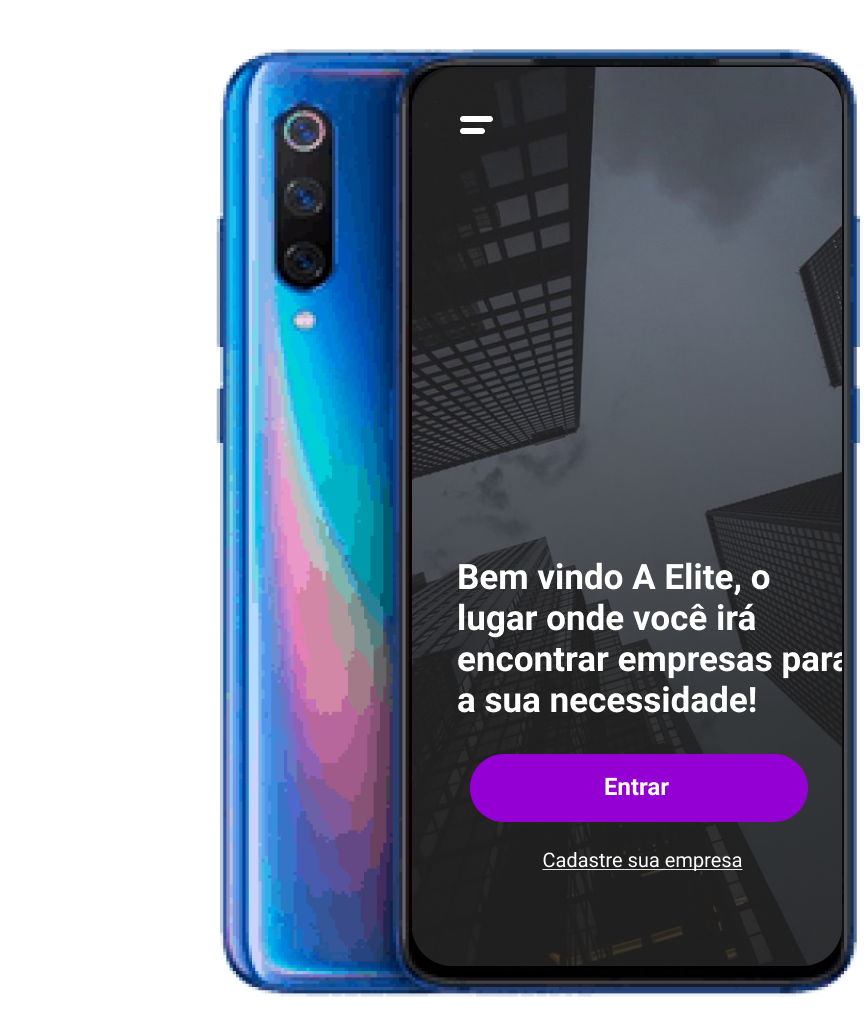 Bem vindo A Elite, o
lugar onde você irá
encontrar empresas para
a sua necessidade!
Entrar
Cadastre sua empresa